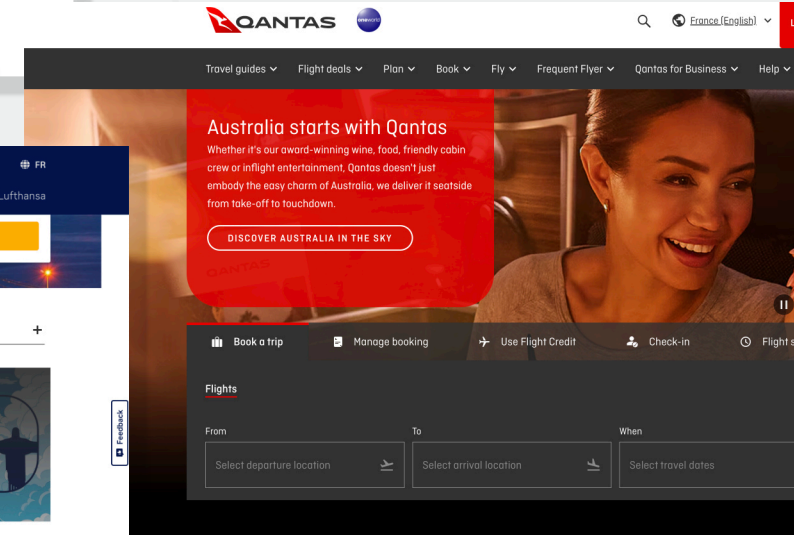 QANTAS
oneworld
France (English)
L
Travel guides
Flight deals
Plan
Book
Fly
Frequent Flyer
Qantas for Business
Help
Australia starts with Qantas
Whether it's our award-winning wine, food, friendly cabin
crew or inflight entertainment, Qantas doesn't just
embody the easy charm of Australia, we deliver it seatside
from take-off to touchdown.
DISCOVER AUSTRALIA IN THE SKY
QANTAS
Book a trip
Manage booking
Use Flight Credit
Check-in
Flight s
Flights
From
To
When
Select departure location
Select arrival location
Select travel dates
FR
Lufthansa
+
Feedback